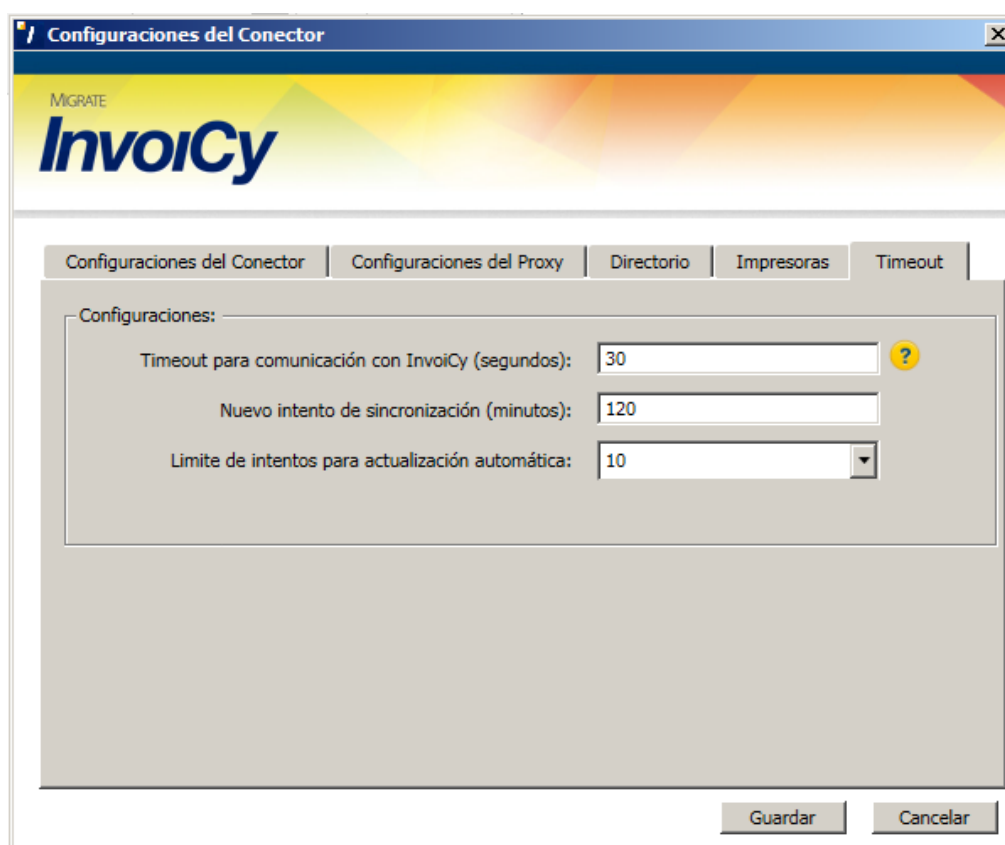 Configuraciones del Conector
MIGRATE
InvoiCy
Configuraciones del Conector Configuraciones del Proxy Directorio Impresoras Timeout
Configuraciones:
Timeout para comunicación con InvoiCy (segundos): 30 ?
Nuevo intento de sincronización (minutos): 120
Limite de intentos para actualización automática: 10
Guardar Cancelar